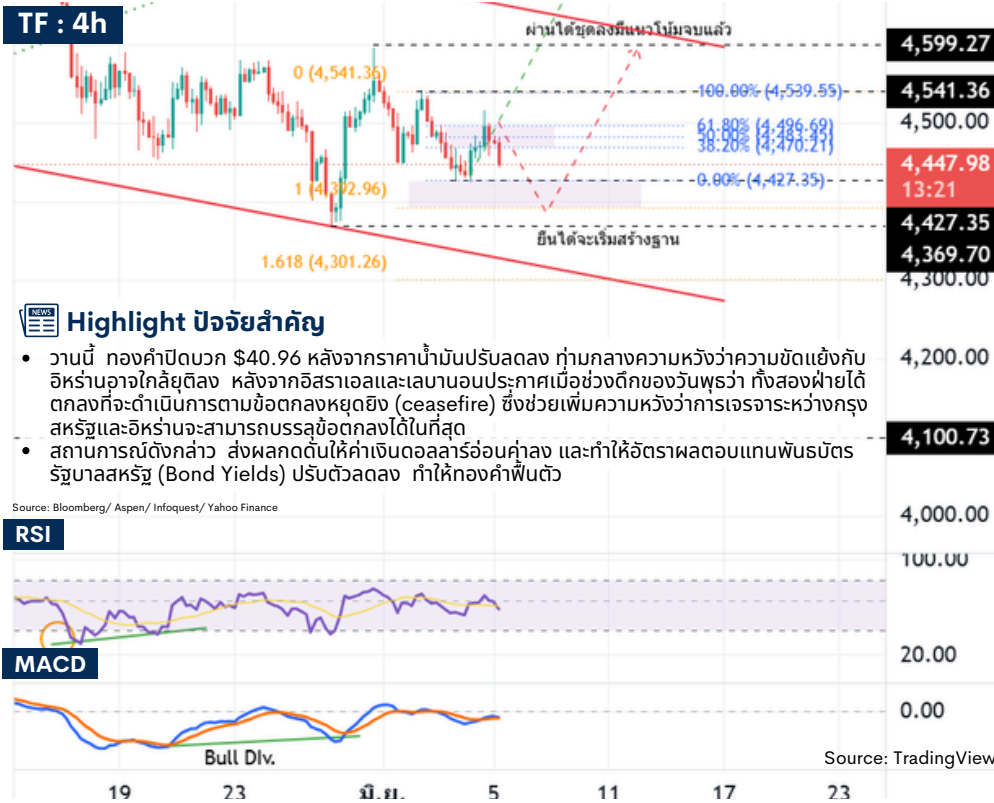 TF : 4h
ผ่านได้ชุดลงมีแนวโน้มจบแล้ว
4,599.27
0 (4,541.36)
100.00% (4,539.55)
4,541.36
61.80% (4,496.69)
4,500.00
50.00% (4,483.45)
38.20% (4,470.21)
4,447.98
13:21
0.00% (4,427.35)
1 (4,392.96)
4,427.35
ยืนได้จะเริ่มสร้างฐาน
4,369.70
1.618 (4,301.26)
4,300.00
NEWS
Highlight ปัจจัยสำคัญ
• วานนี้ ทองคำปิดบวก $40.96 หลังจากราคาน้ำมันปรับลดลง ท่ามกลางความหวังว่าความขัดแย้งกับ
อิหร่านอาจใกล้ยุติลง หลังจากอิสราเอลและเลบานอนประกาศเมื่อช่วงดึกของวันพุธว่า ทั้งสองฝ่ายได้
ตกลงที่จะดำเนินการตามข้อตกลงหยุดยิง (ceasefire) ซึ่งช่วยเพิ่มความหวังว่าการเจรจาระหว่างกรุง
สหรัฐและอิหร่านจะสามารถบรรลุข้อตกลงได้ในที่สุด
• สถานการณ์ดังกล่าว ส่งผลกดดันให้ค่าเงินดอลลาร์อ่อนค่าลง และทำให้อัตราผลตอบแทนพันธบัตร
รัฐบาลสหรัฐ (Bond Yields) ปรับตัวลดลง ทำให้ทองคำฟื้นตัว
4,200.00
4,100.73
4,000.00
Source: Bloomberg/ Aspen/ Infoquest/ Yahoo Finance
RSI
100.00
20.00
MACD
0.00
Bull Div.
Source: TradingView
19
23
มิ.ย.
5
11
17
23